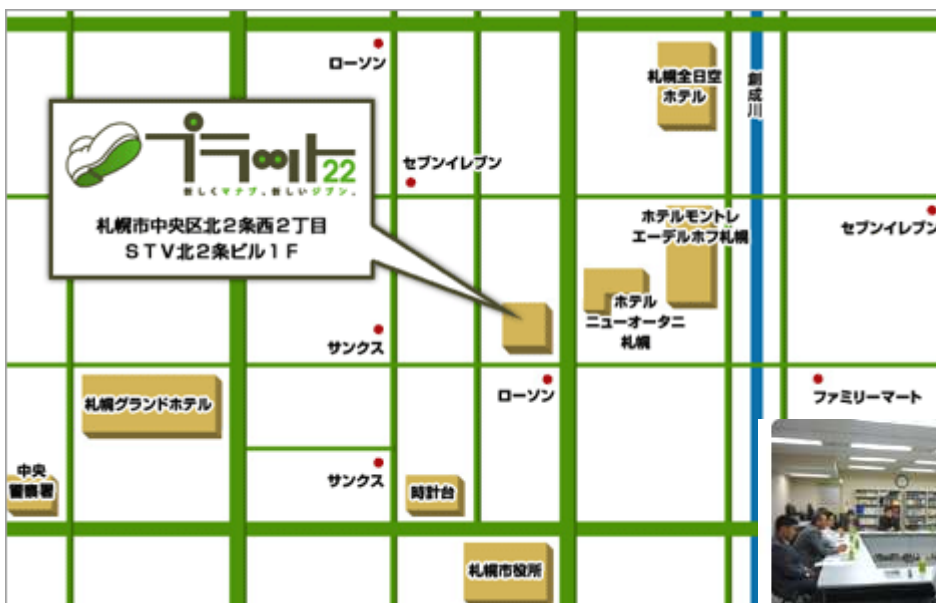 ローソン
札幌全日空
ホテル
創成川
プラット22
新しくマナブ。新しいジブン。
札幌市中央区北2条西2丁目
STV北2条ビル1F
セブンイレブン
ホテルモントレ
エーデルホフ札幌
セブンイレブン
ホテル
ニューオータニ
札幌
サンクス
ローソン
ファミリーマート
札幌グランドホテル
中央
警察署
サンクス
時計台
札幌市役所